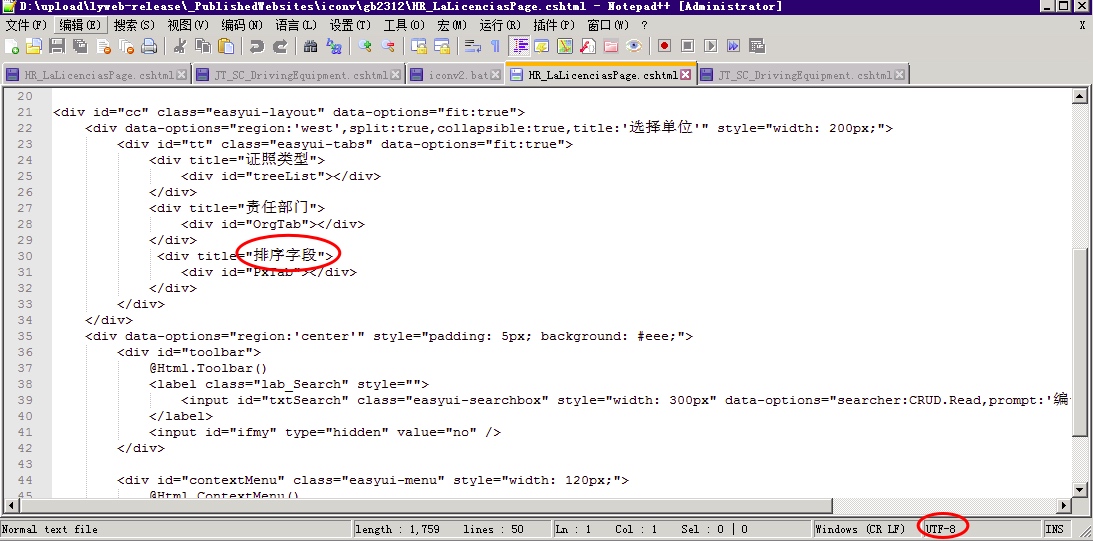 D:\upload\lyweb-release\_PublishedWebsites\iconv\gb2312\HR_LaLicenciasPage.cshtml - Notepad++ [Administrator]
文件(F) 编辑(E) 搜索(S) 视图(V) 编码(N) 语言(L) 设置(T) 工具(O) 宏(M) 运行(R) 插件(P) 窗口(W) ? X
HR_LaLicenciasPage.cshtml JT_SC_DrivingEquipment.cshtml iconv2.bat HR_LaLicenciasPage.cshtml JT_SC_DrivingEquipment.cshtml
20
21 <div id="cc" class="easyui-layout" data-options="fit:true">
22 <div data-options="region:'west',split:true,collapsible:true,title:'选择单位'" style="width: 200px;">
23 <div id="tt" class="easyui-tabs" data-options="fit:true">
24 <div title="证照类型">
25 <div id="treeList"></div>
26 </div>
27 <div title="责任部门">
28 <div id="OrgTab"></div>
29 </div>
30 <div title="排序字段">
31 <div id="PxTab"></div>
32 </div>
33 </div>
34 </div>
35 <div data-options="region:'center'" style="padding: 5px; background: #eee;">
36 <div id="toolbar">
37 @Html.Toolbar()
38 <label class="lab_Search" style="">
39 <input id="txtSearch" class="easyui-searchbox" style="width: 300px" data-options="searcher:CRUD.Read,prompt:'编
40 </label>
41 <input id="ifmy" type="hidden" value="no" />
42 </div>
43
44 <div id="contextMenu" class="easyui-menu" style="width: 120px;">
45 @Html.ContextMenu()
Normal text file length : 1,759 lines : 50 Ln : 1 Col : 1 Sel : 0 | 0 Windows (CR LF) UTF-8 INS